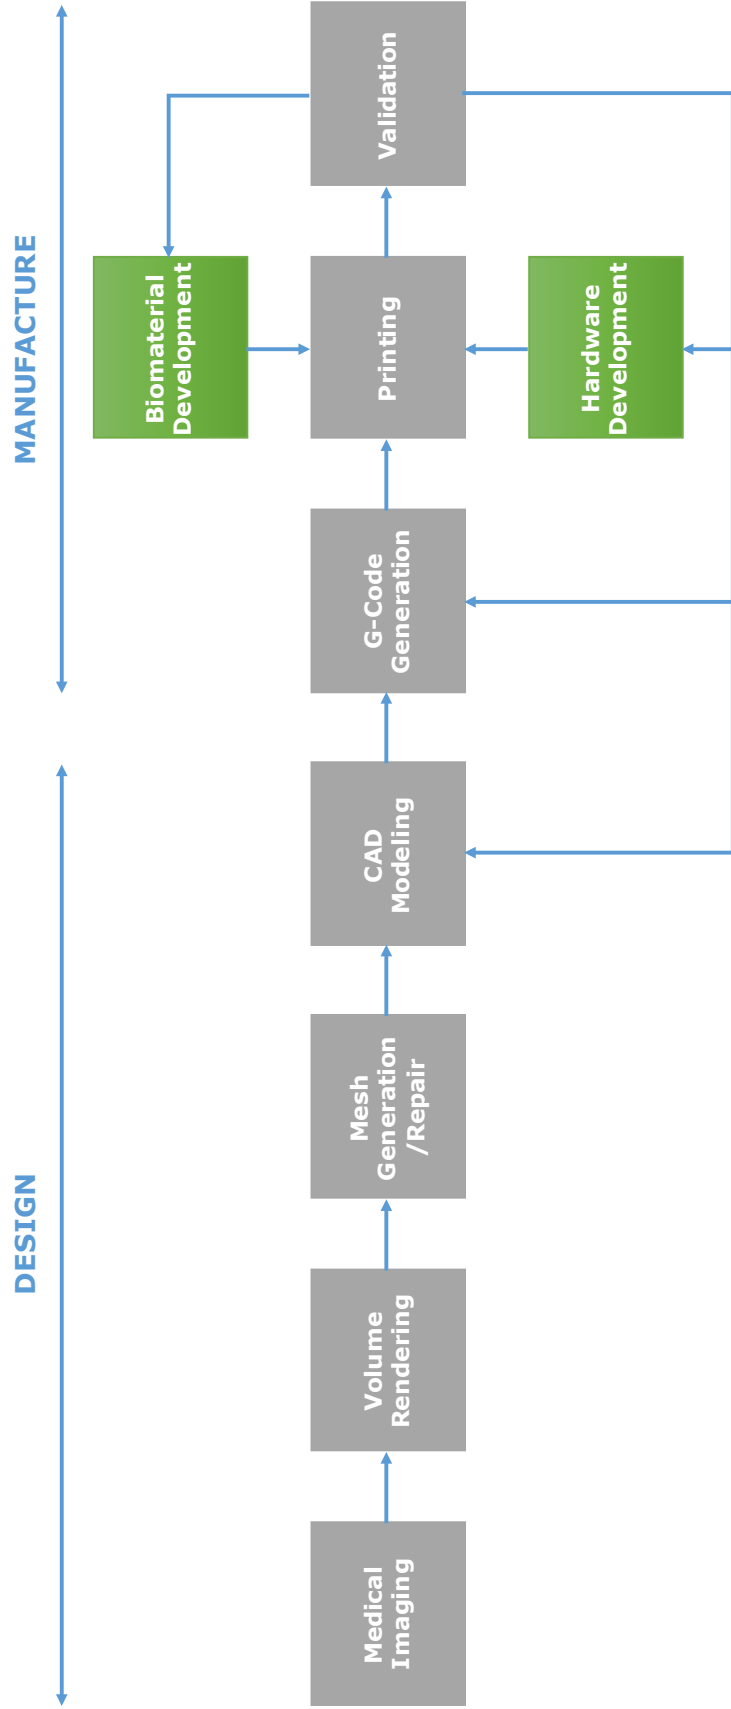 DESIGN
MANUFACTURE
Medical
Imaging
Volume
Rendering
Mesh
Generation
/Repair
CAD
Modeling
G-Code
Generation
Biomaterial
Development
Printing
Hardware
Development
Validation